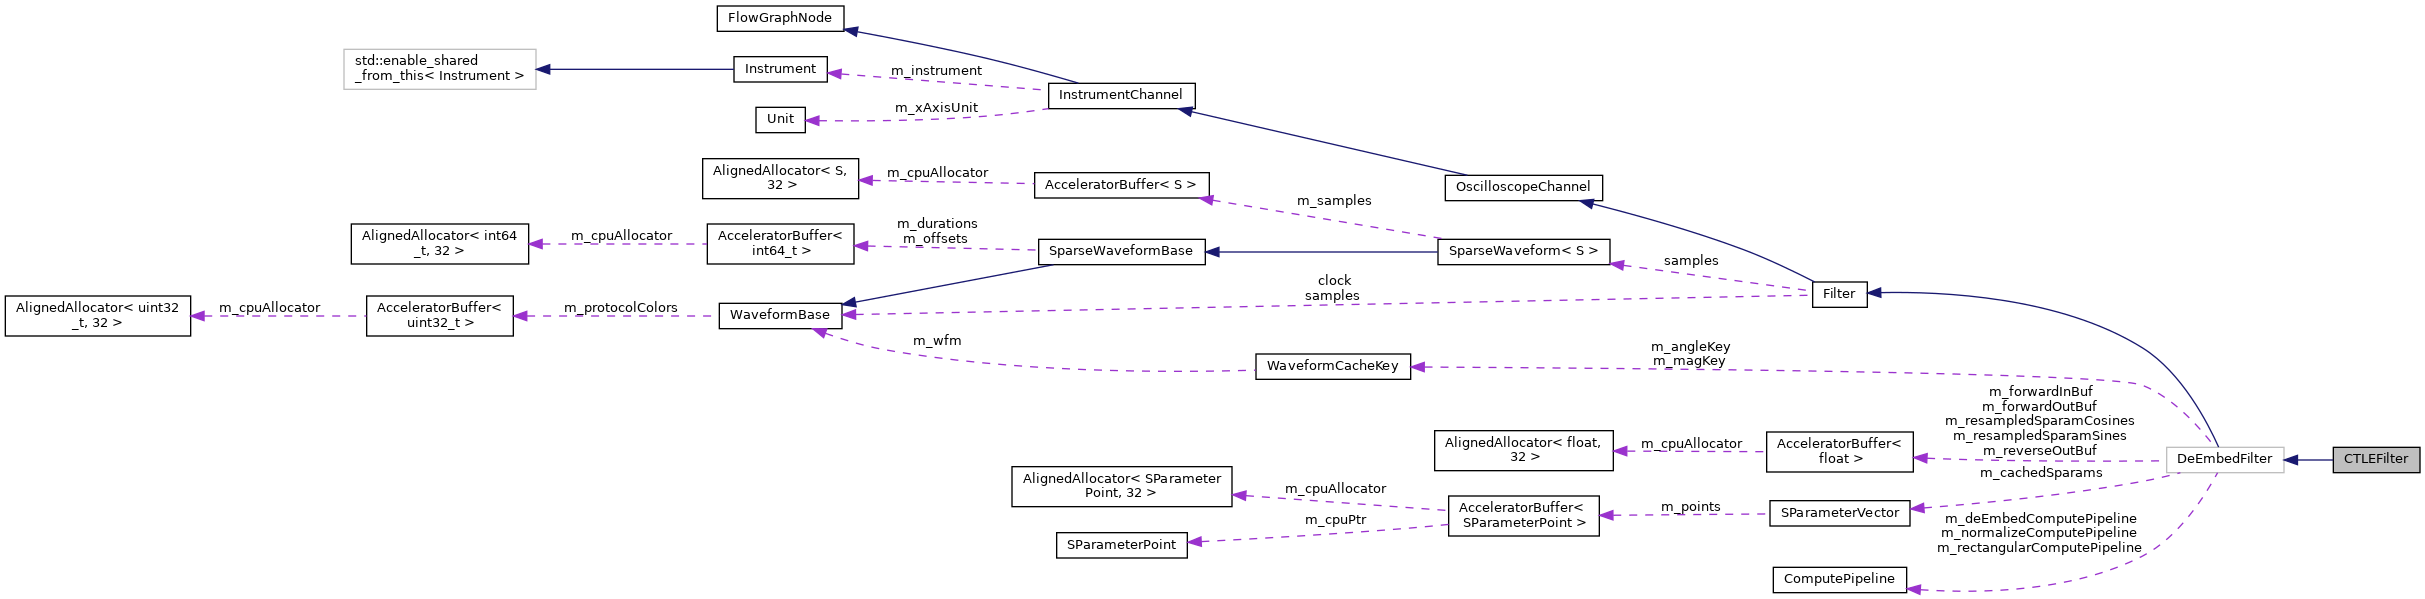 FlowGraphNode
std::enable_shared
_from_this< Instrument >
Instrument
m_instrument
InstrumentChannel
m_xAxisUnit
Unit
AlignedAllocator< S,
32 >
m_cpuAllocator
AcceleratorBuffer< S >
m_samples
OscilloscopeChannel
AlignedAllocator< int64
_t, 32 >
m_cpuAllocator
AcceleratorBuffer<
int64_t >
m_durations
m_offsets
SparseWaveformBase
SparseWaveform< S >
samples
Filter
clock
samples
AlignedAllocator< uint32
_t, 32 >
m_cpuAllocator
AcceleratorBuffer<
uint32_t >
m_protocolColors
WaveformBase
m_wfm
WaveformCacheKey
m_angleKey
m_magKey
m_forwardInBuf
m_forwardOutBuf
m_resampledSparamCosines
m_resampledSparamSines
m_reverseOutBuf
AlignedAllocator< float,
32 >
m_cpuAllocator
AcceleratorBuffer<
float >
DeEmbedFilter
CTLEFilter
m_cachedSparams
AlignedAllocator< SParameter
Point, 32 >
m_cpuAllocator
AcceleratorBuffer<
SParameterPoint >
m_points
SParameterVector
m_cpuPtr
SParameterPoint
m_deEmbedComputePipeline
m_normalizeComputePipeline
m_rectangularComputePipeline
ComputePipeline